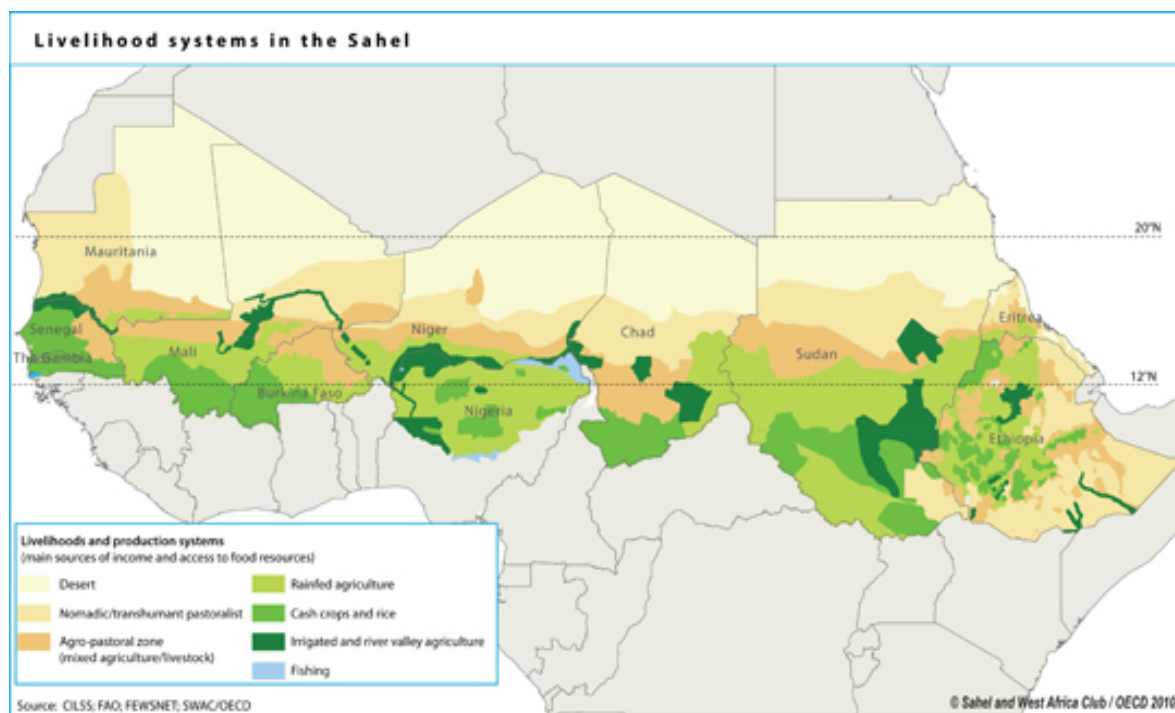 Livelihood systems in the Sahel
20°N
Mauritania
Senegal
The Gambia
Mali
Niger
Chad
Sudan
Eritrea
12°N
Burkina Faso
Nigeria
Ethiopia
Livelihoods and production systems
(main sources of income and access to food resources)
Desert
Nomadic/transhumant pastoralist
Agro-pastoral zone
(mixed agriculture/livestock)
Rainfed agriculture
Cash crops and rice
Irrigated and river valley agriculture
Fishing
Source: CILSS; FAO; FEWSNET; SWAC/OECD
© Sahel and West Africa Club / OECD 2010